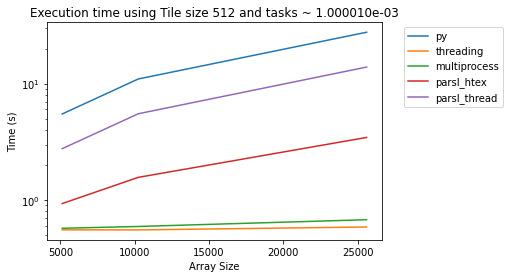 Execution time using Tile size 512 and tasks ~ 1.000010e-03
py
threading
multiprocess
parsl_htex
parsl_thread
Time (s)
10¹
10⁰
5000 10000 15000 20000 25000
Array Size